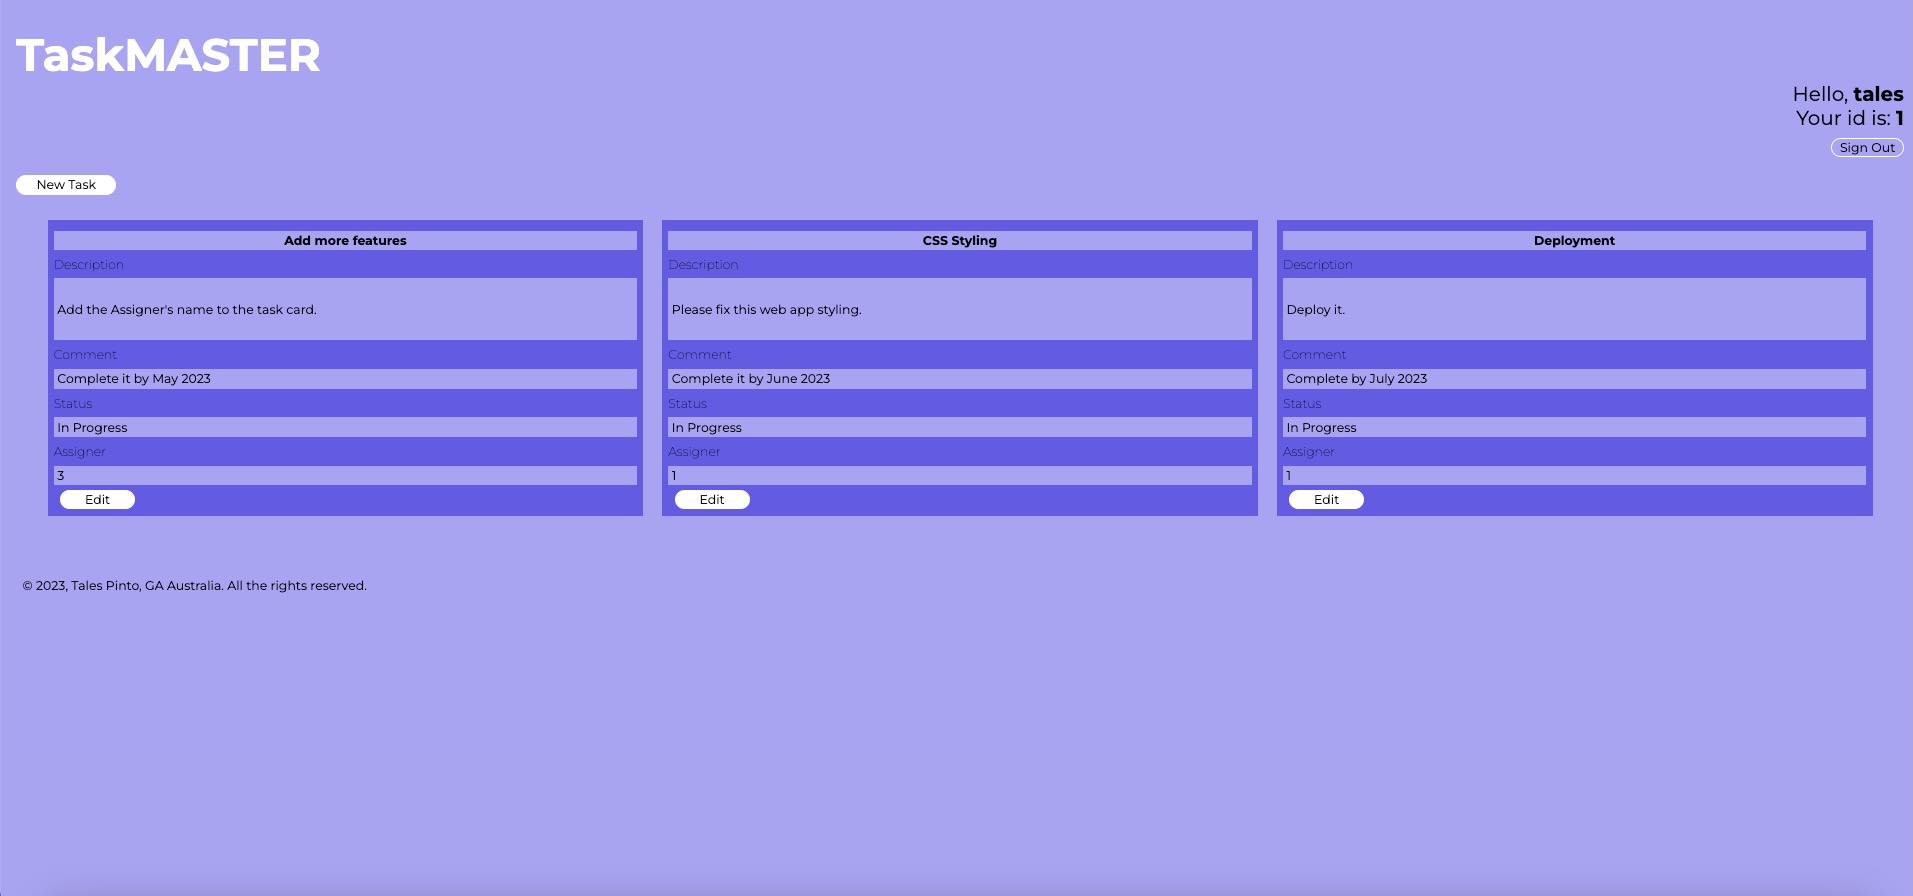 TaskMASTER
Hello, tales
Your id is: 1
Sign Out
New Task
Add more features
Description
Add the Assigner's name to the task card.
Comment
Complete it by May 2023
Status
In Progress
Assigner
3
Edit
CSS Styling
Description
Please fix this web app styling.
Comment
Complete it by June 2023
Status
In Progress
Assigner
1
Edit
Deployment
Description
Deploy it.
Comment
Complete by July 2023
Status
In Progress
Assigner
1
Edit
© 2023, Tales Pinto, GA Australia. All the rights reserved.